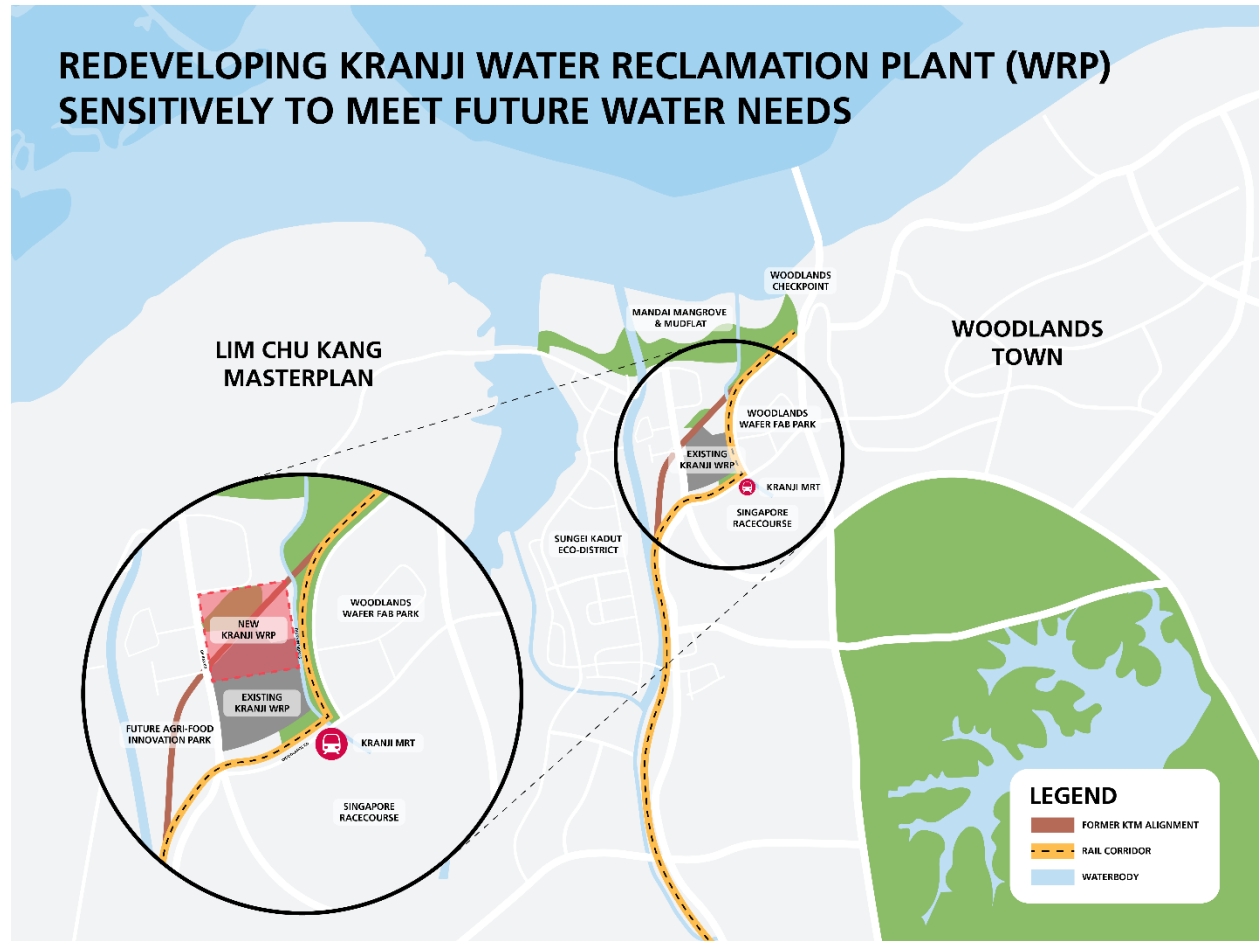 REDEVELOPING KRANJI WATER RECLAMATION PLANT (WRP)
SENSITIVELY TO MEET FUTURE WATER NEEDS
WOODLANDS
CHECKPOINT
MANDAI MANGROVE
& MUDFLAT
LIM CHU KANG
MASTERPLAN
WOODLANDS
TOWN
WOODLANDS
WAFER FAB PARK
EXISTING
KRANJI WRP
KRANJI MRT
SINGAPORE
RACECOURSE
SUNGEI KADUT
ECO-DISTRICT
WOODLANDS
WAFER FAB PARK
NEW
KRANJI WRP
EXISTING
KRANJI WRP
FUTURE AGRI-FOOD
INNOVATION PARK
KRANJI MRT
SINGAPORE
RACECOURSE
LEGEND
FORMER KTM ALIGNMENT
RAIL CORRIDOR
WATERBODY